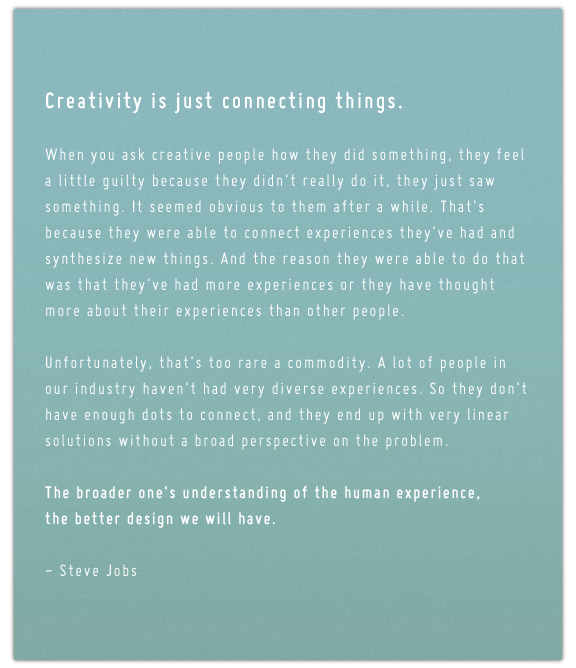 Creativity is just connecting things.
When you ask creative people how they did something, they feel
a little guilty because they didn't really do it, they just saw
something. It seemed obvious to them after a while. That's
because they were able to connect experiences they've had and
synthesize new things. And the reason they were able to do that
was that they've had more experiences or they have thought
more about their experiences than other people.
Unfortunately, that's too rare a commodity. A lot of people in
our industry haven't had very diverse experiences. So they don't
have enough dots to connect, and they end up with very linear
solutions without a broad perspective on the problem.
The broader one's understanding of the human experience,
the better design we will have.
– Steve Jobs